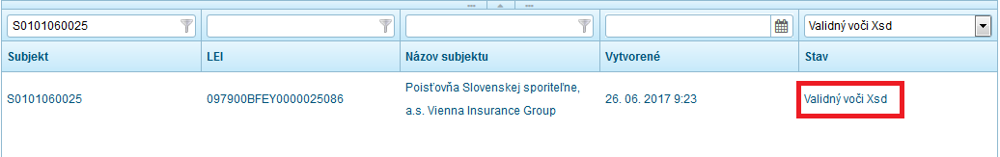 S0101060025 Validný voči Xsd
Subjekt LEI Názov subjektu Vytvorené Stav
S0101060025 097900BFEY0000025086 Poisťovňa Slovenskej sporiteľne, a.s. Vienna Insurance Group 26. 06. 2017 9:23 Validný voči Xsd